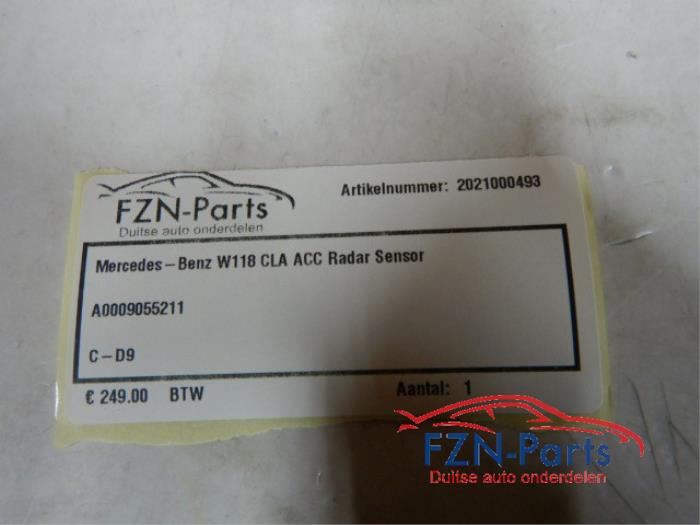 FZN-Parts
Duitse auto onderdelen
Artikelnummer: 2021000493
Mercedes-Benz W118 CLA ACC Radar Sensor
A0009055211
C-D9
€ 249.00 BTW
Aantal: 1
FZN-Parts
Duitse auto onderdelen